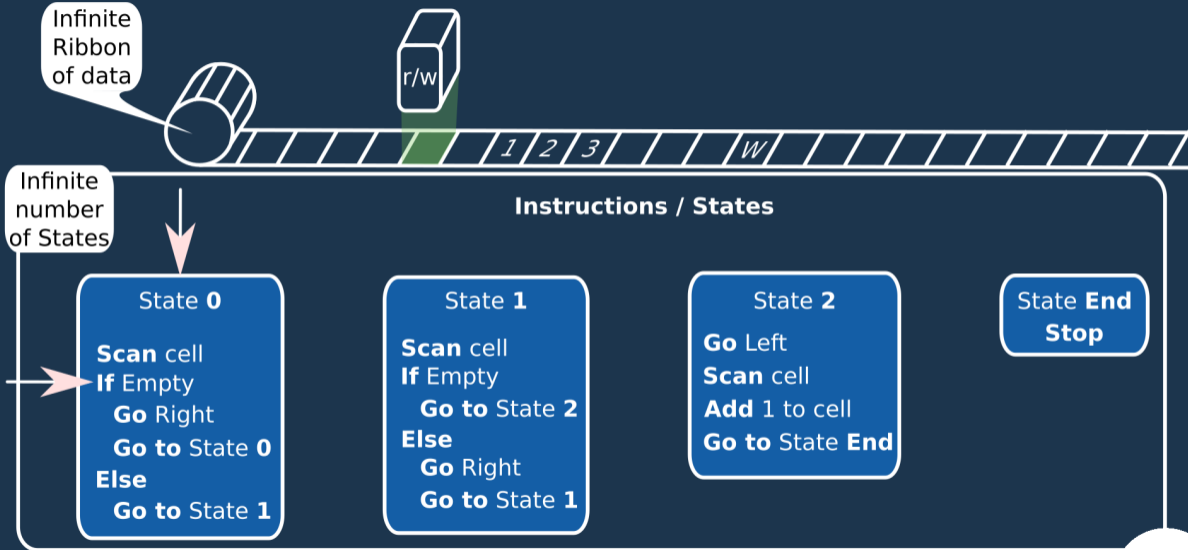 Infinite
Ribbon
of data
r/w
1 2 3 W
Infinite
number
of States
Instructions / States
State 0
Scan cell
If Empty
Go Right
Go to State 0
Else
Go to State 1
State 1
Scan cell
If Empty
Go to State 2
Else
Go Right
Go to State 1
State 2
Go Left
Scan cell
Add 1 to cell
Go to State End
State End
Stop